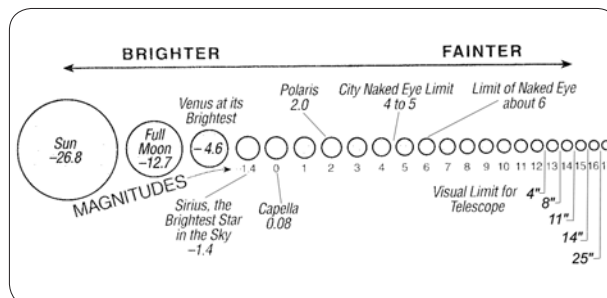 BRIGHTER
FAINTER
Venus at its
Brightest
Polaris
2.0
City Naked Eye Limit
4 to 5
Limit of Naked Eye
about 6
Sun
–26.8
Full
Moon
–12.7
– 4.6
MAGNITUDES
1.4 0 1 2 3 4 5 6 7 8 9 10 11 12 13 14 15 16
Sirius, the
Brightest Star
in the Sky
–1.4
Capella
0.08
Visual Limit for
Telescope
4"
8"
11"
14"
25"